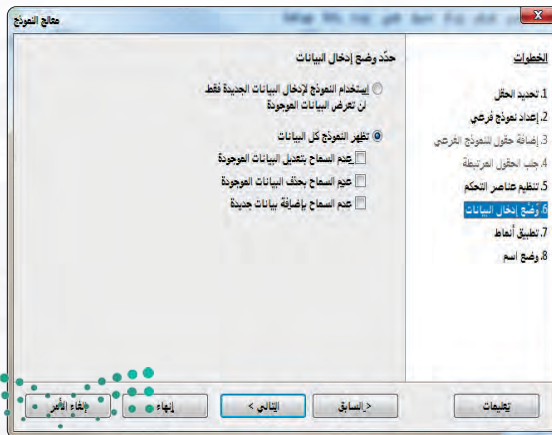 معالج النموذج
الخطوات
1. تحديد الحقل
2. إعداد نموذج فرعي
3. إضافة حقول للنموذج الفرعي
4. جلب الحقول المرتبطة
5. تنظيم عناصر التحكم
6. وَضْع إدخال البيانات
7. تطبيق أنماط
8. وضع اسم
حدّد وضع إدخال البيانات
إستخدام النموذج لإدخال البيانات الجديدة فقط
لن تعرض البيانات الموجودة
تظهر النموذج كل البيانات
عدم السماح بتعديل البيانات الموجودة
عدم السماح بحذف البيانات الموجودة
عدم السماح بإضافة بيانات جديدة
تعليمات
< السابق
التالي >
إنهاء
إلغاء الأمر